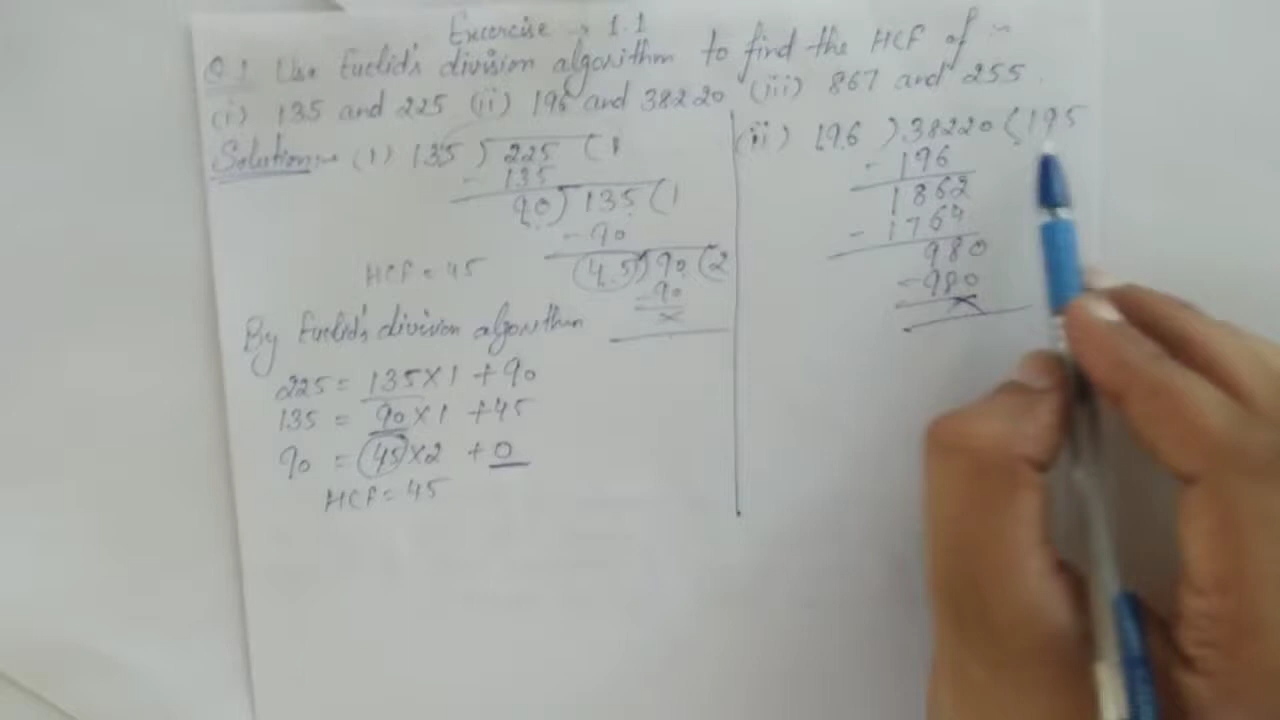 Excercise → 1.1
Q.1 Use Euclid's division algorithm to find the HCF of :-
(i) 135 and 225 (ii) 196 and 38220 (iii) 867 and 255.
Solution:- (1) 135 ) 225 ( 1
- 135
90 ) 135 ( 1
- 90
45 ) 90 ( 2
- 90
×
HCF = 45
By Euclid's division algorithm
225 = 135 × 1 + 90
135 = 90 × 1 + 45
90 = 45 × 2 + 0
HCF = 45
(ii) 196 ) 38220 ( 195
- 196
1862
- 1764
980
- 980
×